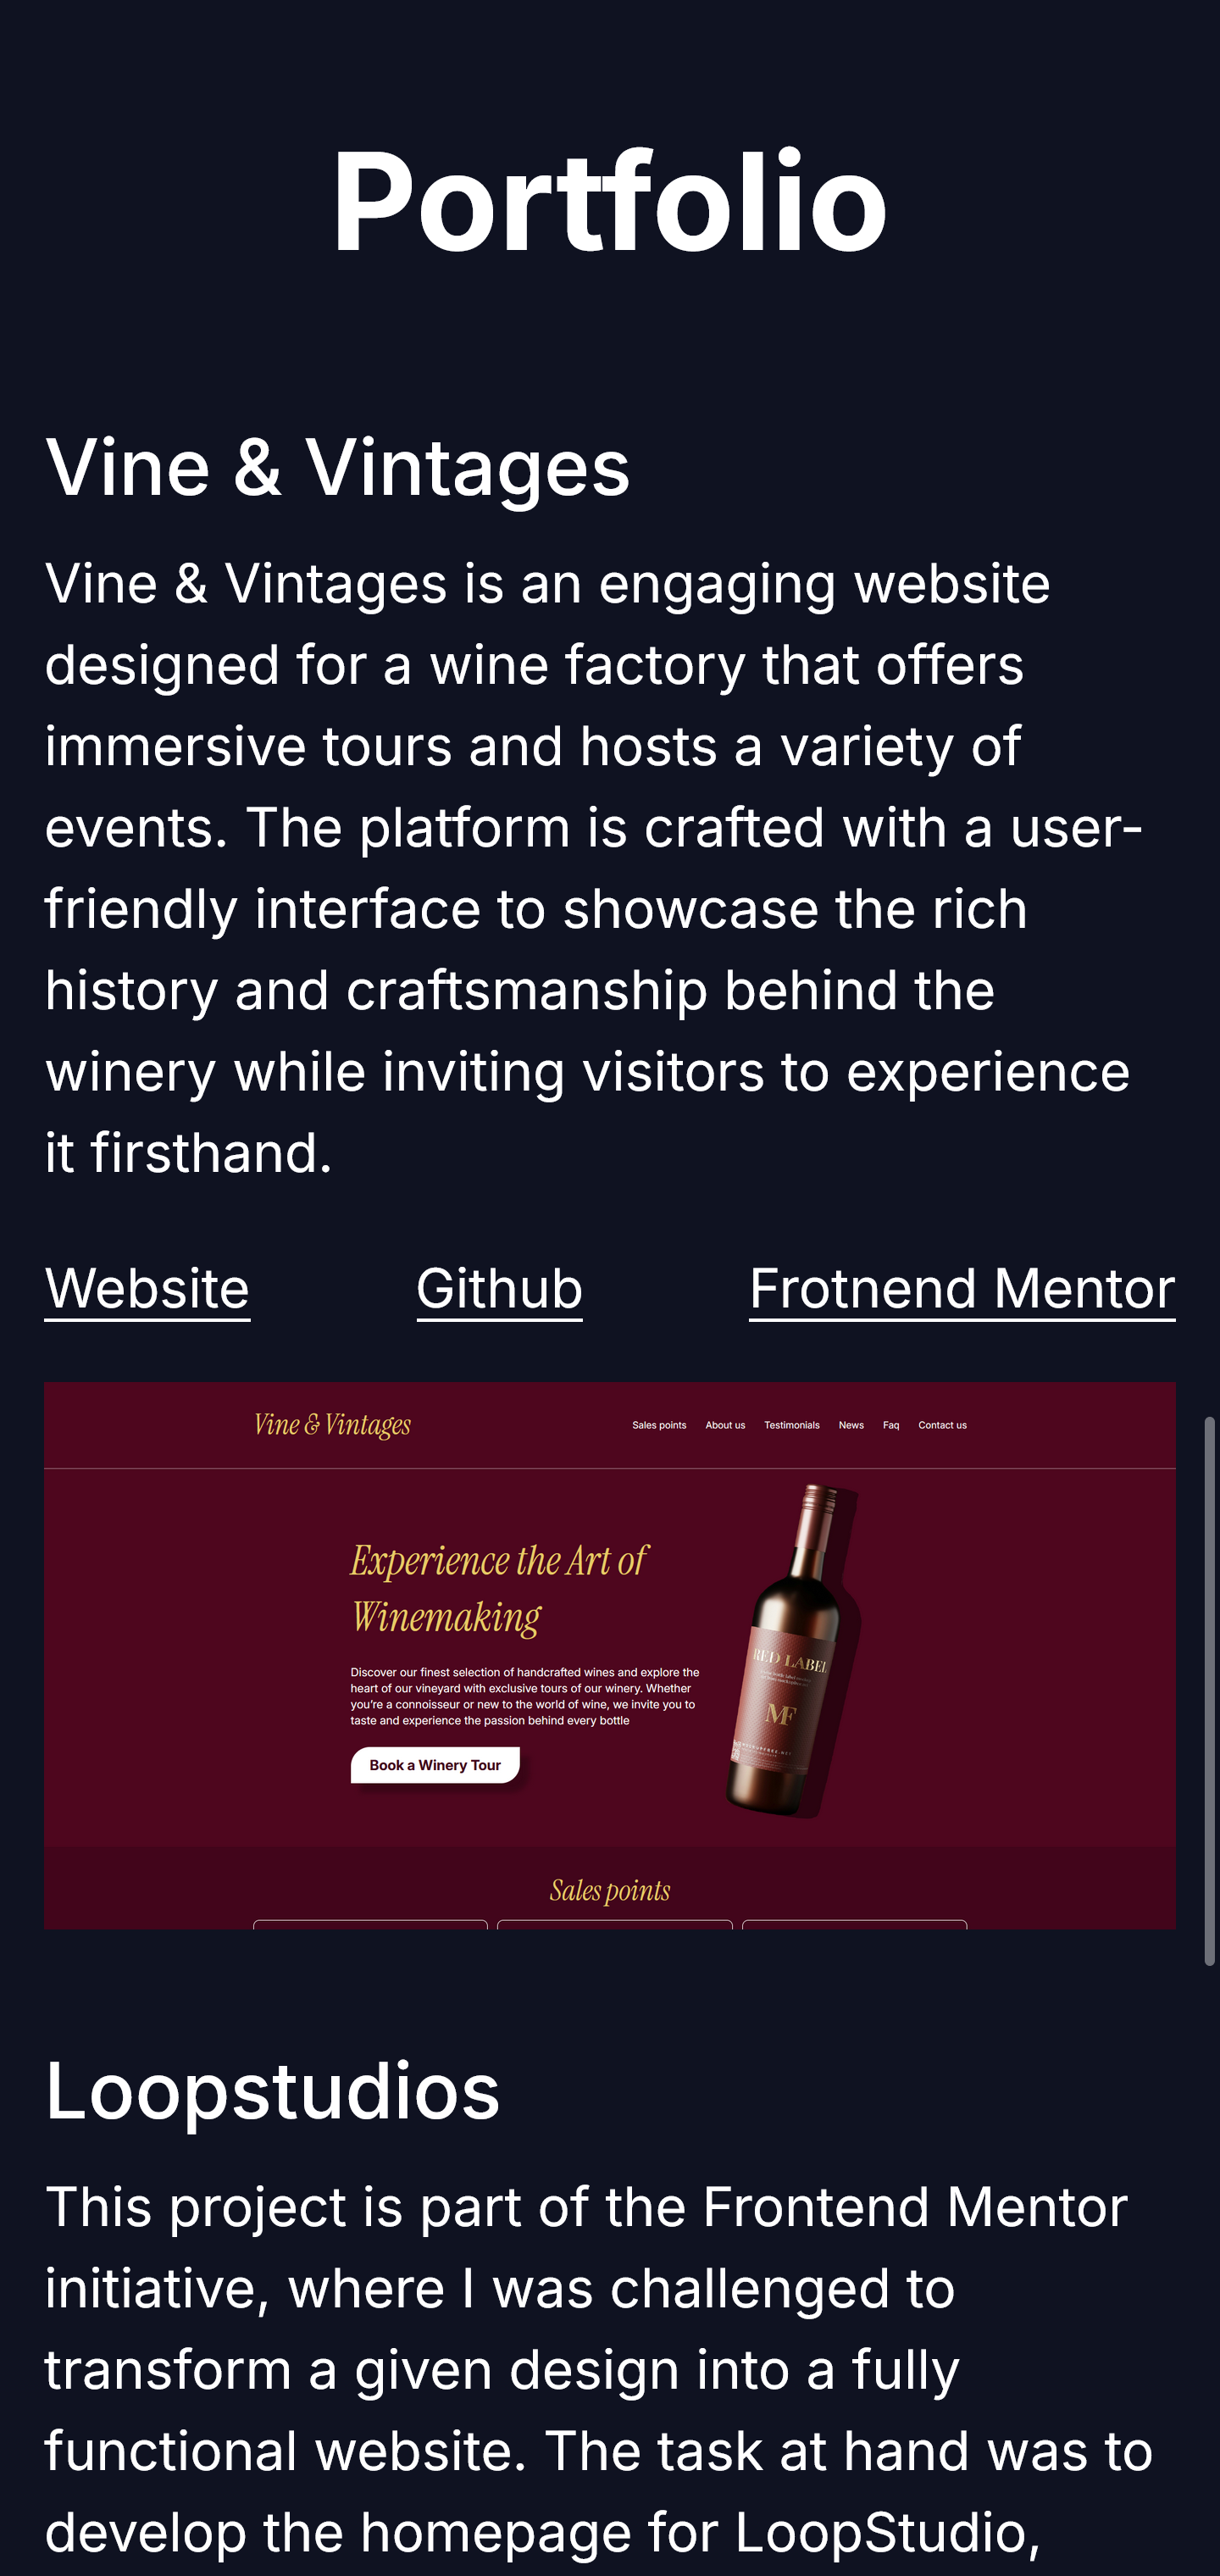 Portfolio
Vine & Vintages
Vine & Vintages is an engaging website
designed for a wine factory that offers
immersive tours and hosts a variety of
events. The platform is crafted with a user-
friendly interface to showcase the rich
history and craftsmanship behind the
winery while inviting visitors to experience
it firsthand.
Website Github Frotnend Mentor
Vine & Vintages Sales points About us Testimonials News Faq Contact us
Experience the Art of
Winemaking
Discover our finest selection of handcrafted wines and explore the
heart of our vineyard with exclusive tours of our winery. Whether
you're a connoisseur or new to the world of wine, we invite you to
taste and experience the passion behind every bottle
Book a Winery Tour
RED LABEL
MF
Sales points
Loopstudios
This project is part of the Frontend Mentor
initiative, where I was challenged to
transform a given design into a fully
functional website. The task at hand was to
develop the homepage for LoopStudio,